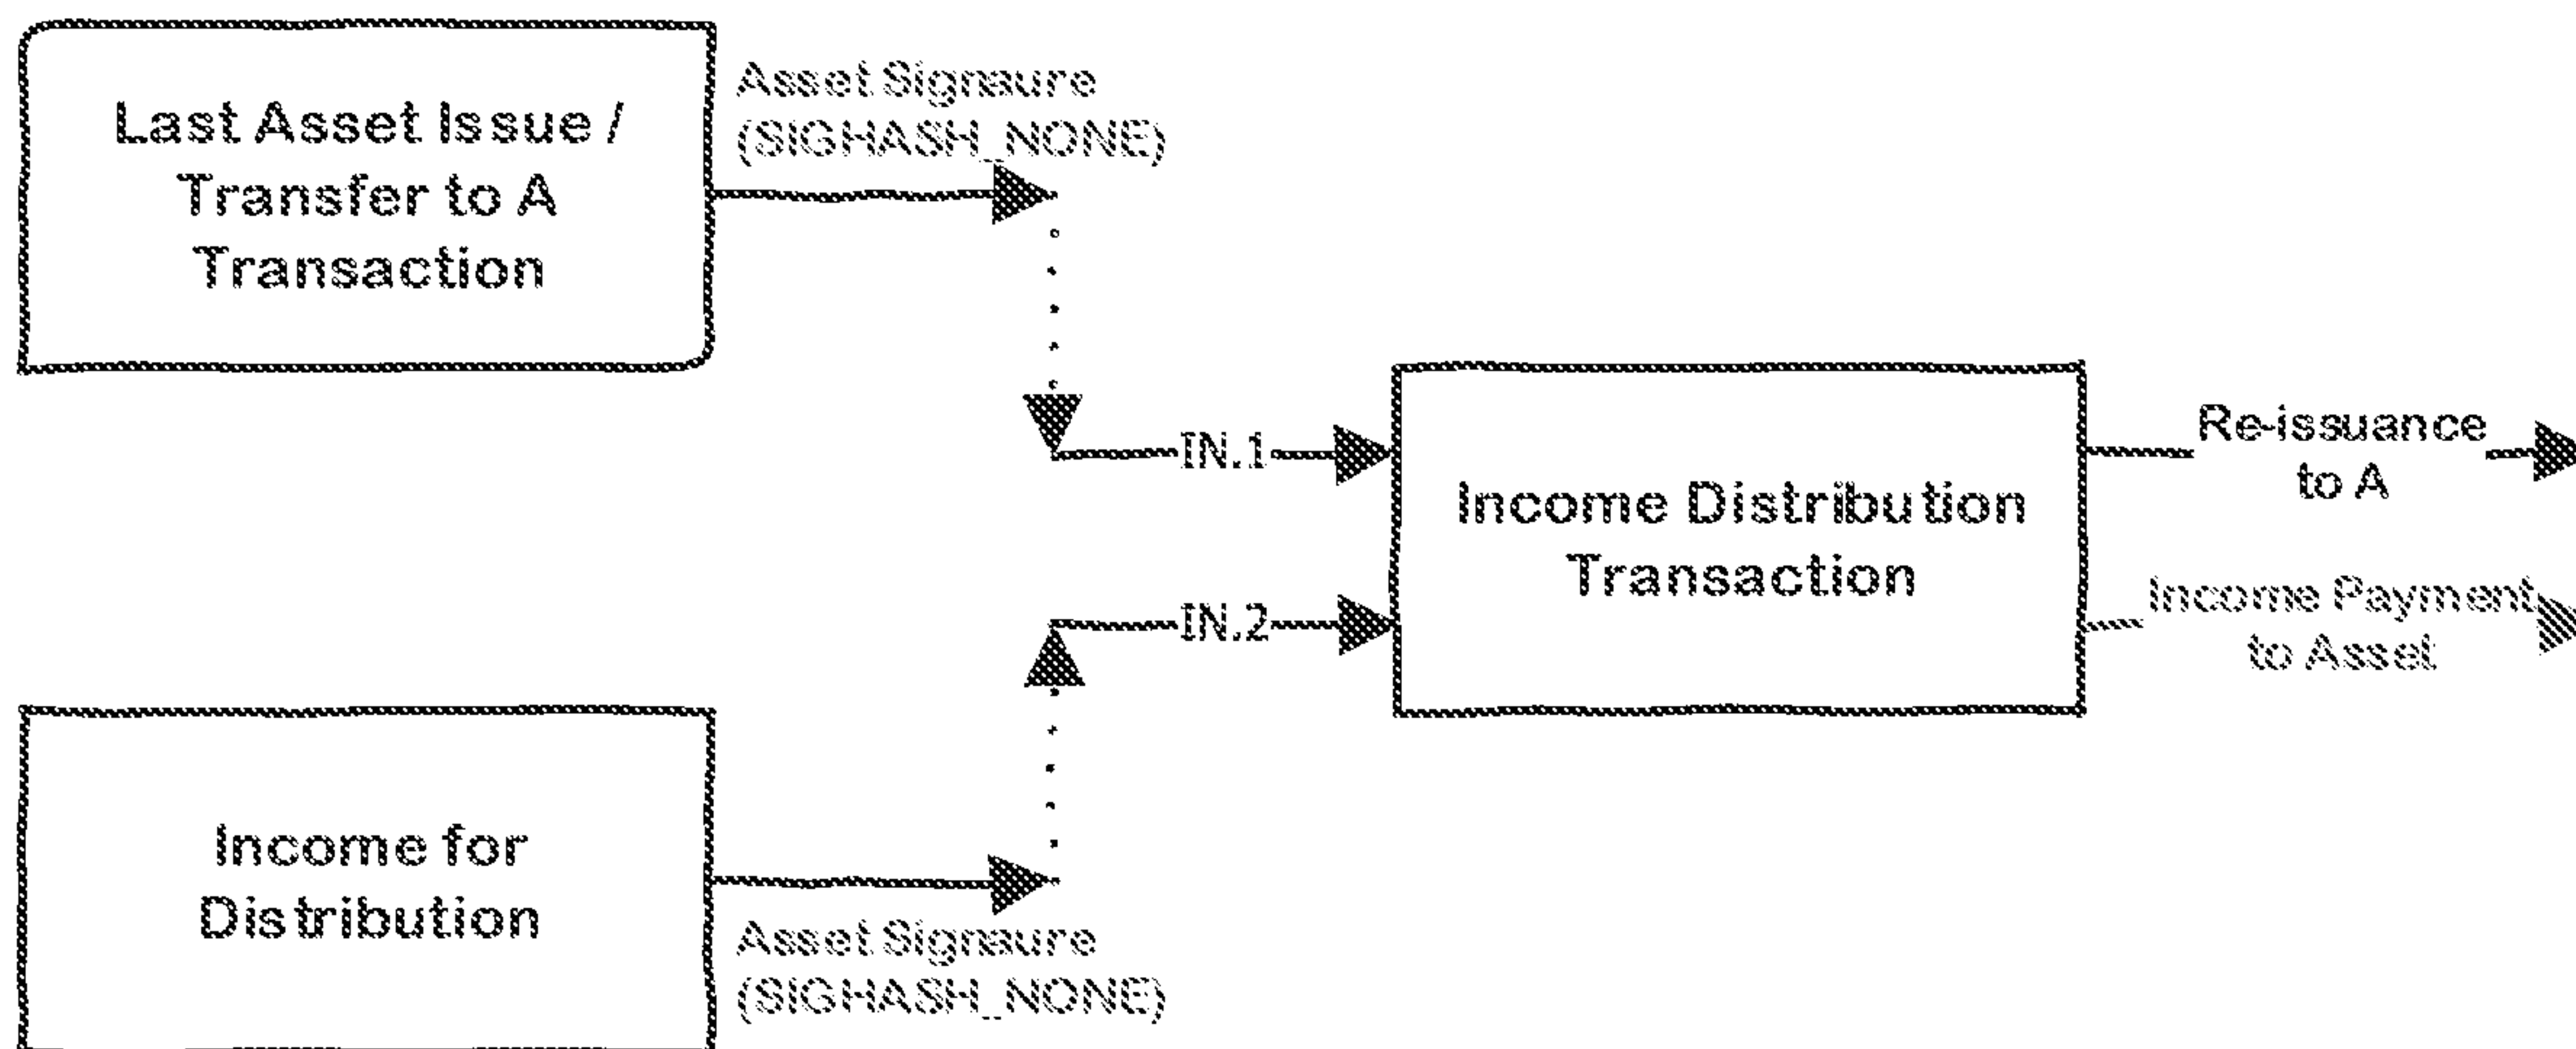 Last Asset Issue /
Transfer to A
Transaction
Asset Signaure
(SIGHASH_NONE)
IN.1
IN.2
Income Distribution
Transaction
Re-issuance
to A
Income Payment
to Asset
Income for
Distribution
Asset Signaure
(SIGHASH_NONE)